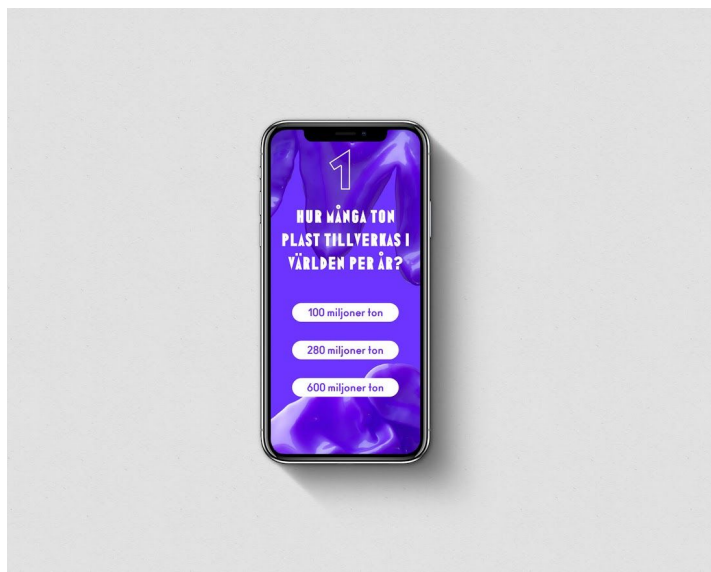 1
HUR MÅNGA TON
PLAST TILLVERKAS I
VÄRLDEN PER ÅR?
100 miljoner ton
280 miljoner ton
600 miljoner ton